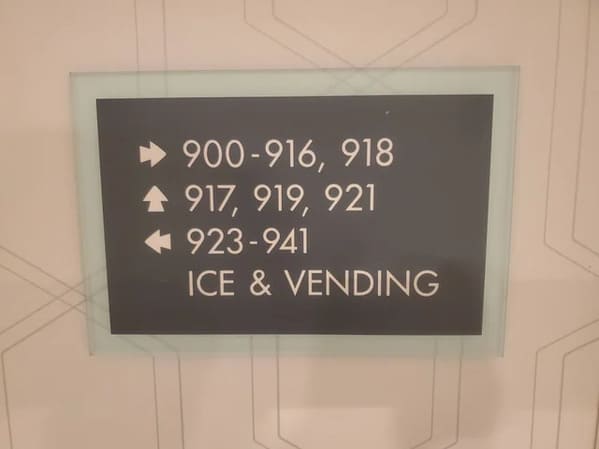 900-916, 918
917, 919, 921
923-941
ICE & VENDING